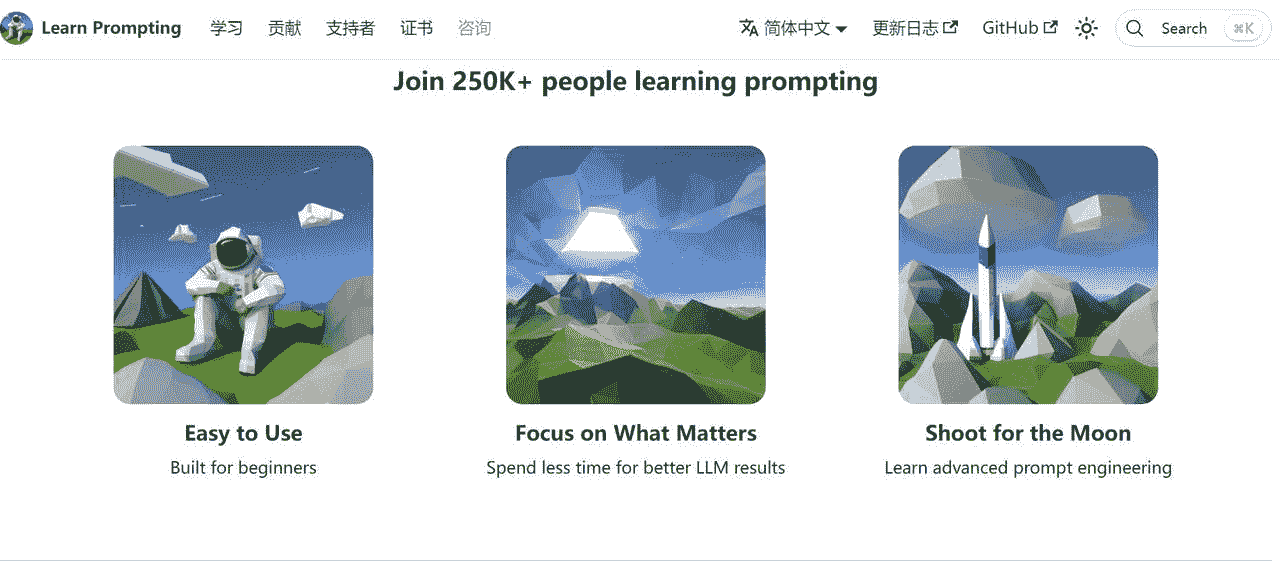 Learn Prompting 学习 贡献 支持者 证书 咨询 简体中文 更新日志 GitHub Search ⌘K
Join 250K+ people learning prompting
Easy to Use
Built for beginners
Focus on What Matters
Spend less time for better LLM results
Shoot for the Moon
Learn advanced prompt engineering